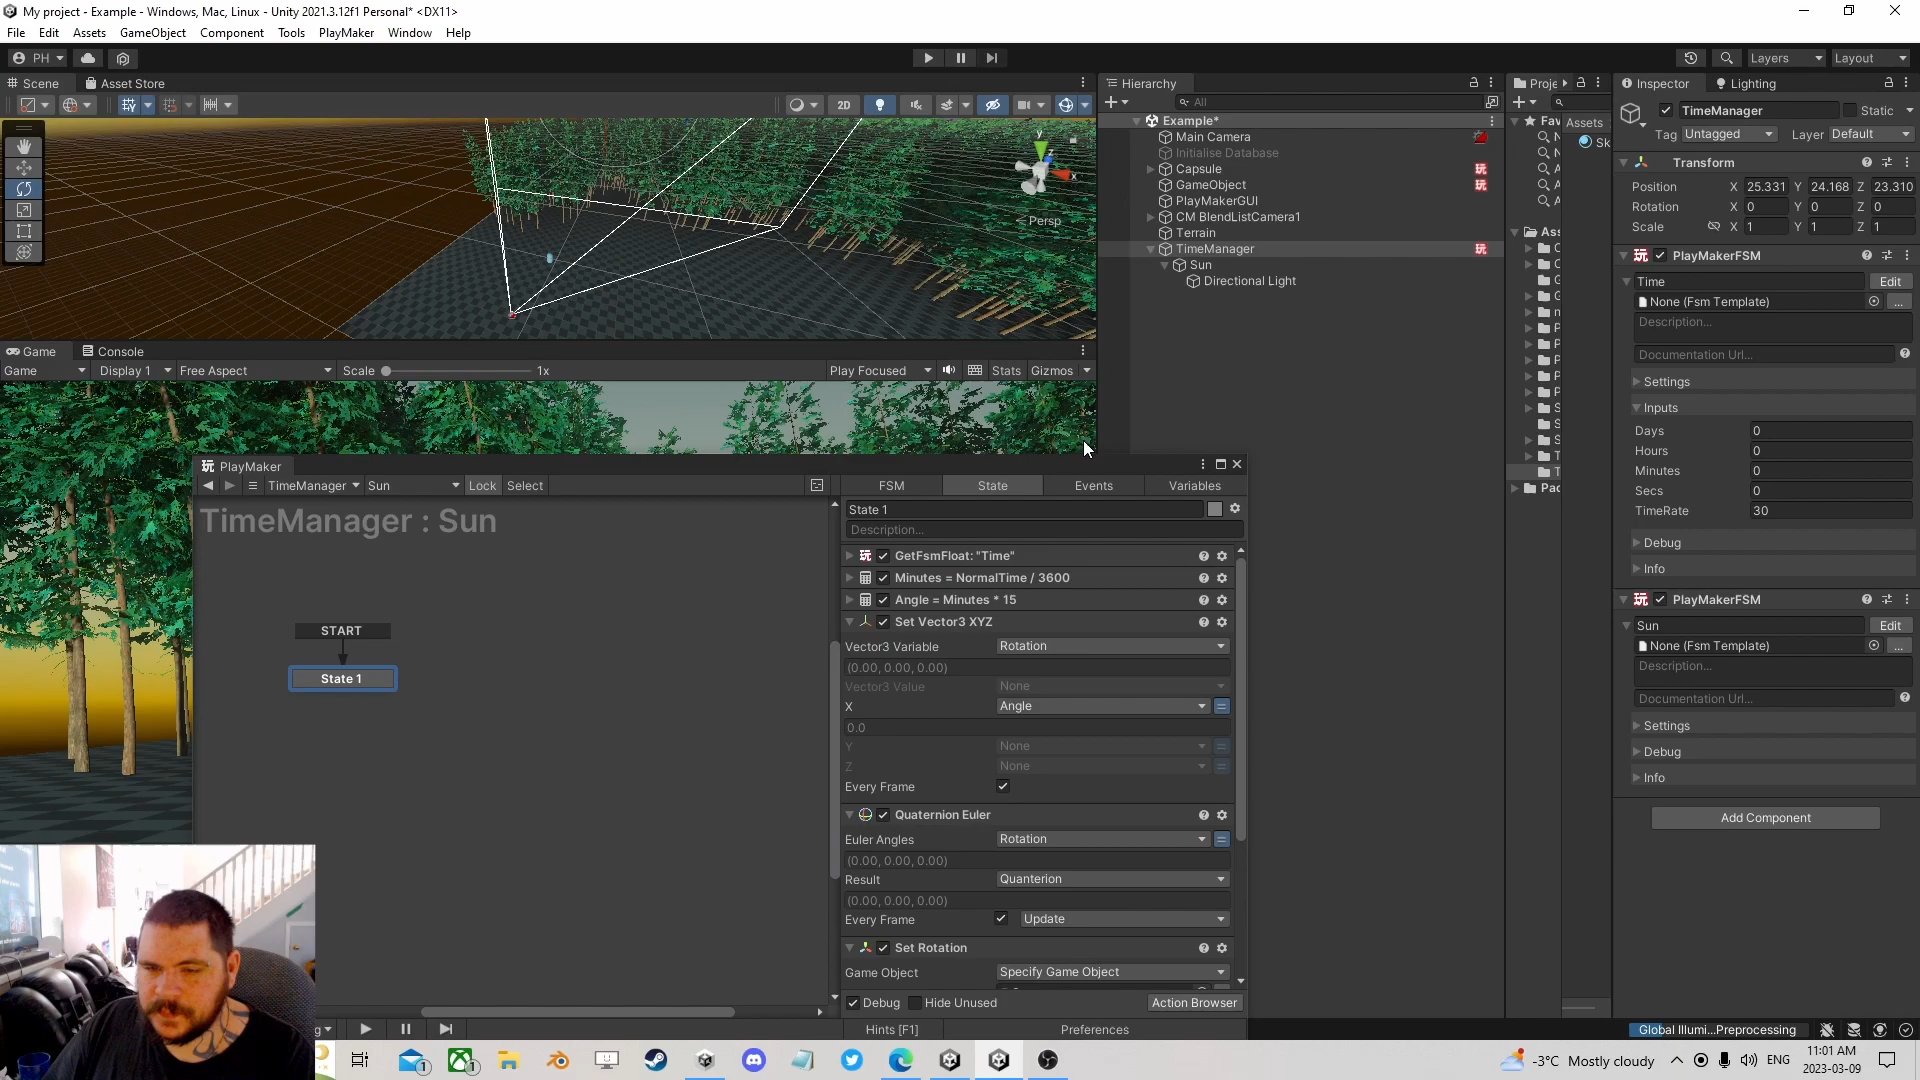 My project - Example - Windows, Mac, Linux - Unity 2021.3.12f1 Personal* <DX11>
File Edit Assets GameObject Component Tools PlayMaker Window Help
PH Layers Layout
Scene Asset Store
2D
y
z
x
Persp
Game Console
Game Display 1 Free Aspect Scale 1x Play Focused Stats Gizmos
Hierarchy
All
Example*
Main Camera
Initialise Database
Capsule
GameObject
PlayMakerGUI
CM BlendListCamera1
Terrain
TimeManager
Sun
Directional Light
Proje
Fav
Assets
Sk
Ass
Pac
Inspector Lighting
TimeManager Static
Tag Untagged Layer Default
Transform
Position X 25.331 Y 24.168 Z 23.310
Rotation X 0 Y 0 Z 0
Scale X 1 Y 1 Z 1
PlayMakerFSM
Time Edit
None (Fsm Template) ...
Description...
Documentation Url...
Settings
Inputs
Days 0
Hours 0
Minutes 0
Secs 0
TimeRate 30
Debug
Info
PlayMakerFSM
Sun Edit
None (Fsm Template) ...
Description...
Documentation Url...
Settings
Debug
Info
Add Component
PlayMaker
TimeManager Sun Lock Select
TimeManager : Sun
START
State 1
FSM State Events Variables
State 1
Description...
GetFsmFloat: "Time"
Minutes = NormalTime / 3600
Angle = Minutes * 15
Set Vector3 XYZ
Vector3 Variable Rotation
(0.00, 0.00, 0.00)
Vector3 Value None
X Angle
0.0
Y None
Z None
Every Frame
Quaternion Euler
Euler Angles Rotation
(0.00, 0.00, 0.00)
Result Quanterion
(0.00, 0.00, 0.00)
Every Frame Update
Set Rotation
Game Object Specify Game Object
Debug Hide Unused Action Browser
Hints [F1] Preferences
Global Illumi...Preprocessing
-3°C Mostly cloudy ENG 11:01 AM
2023-03-09